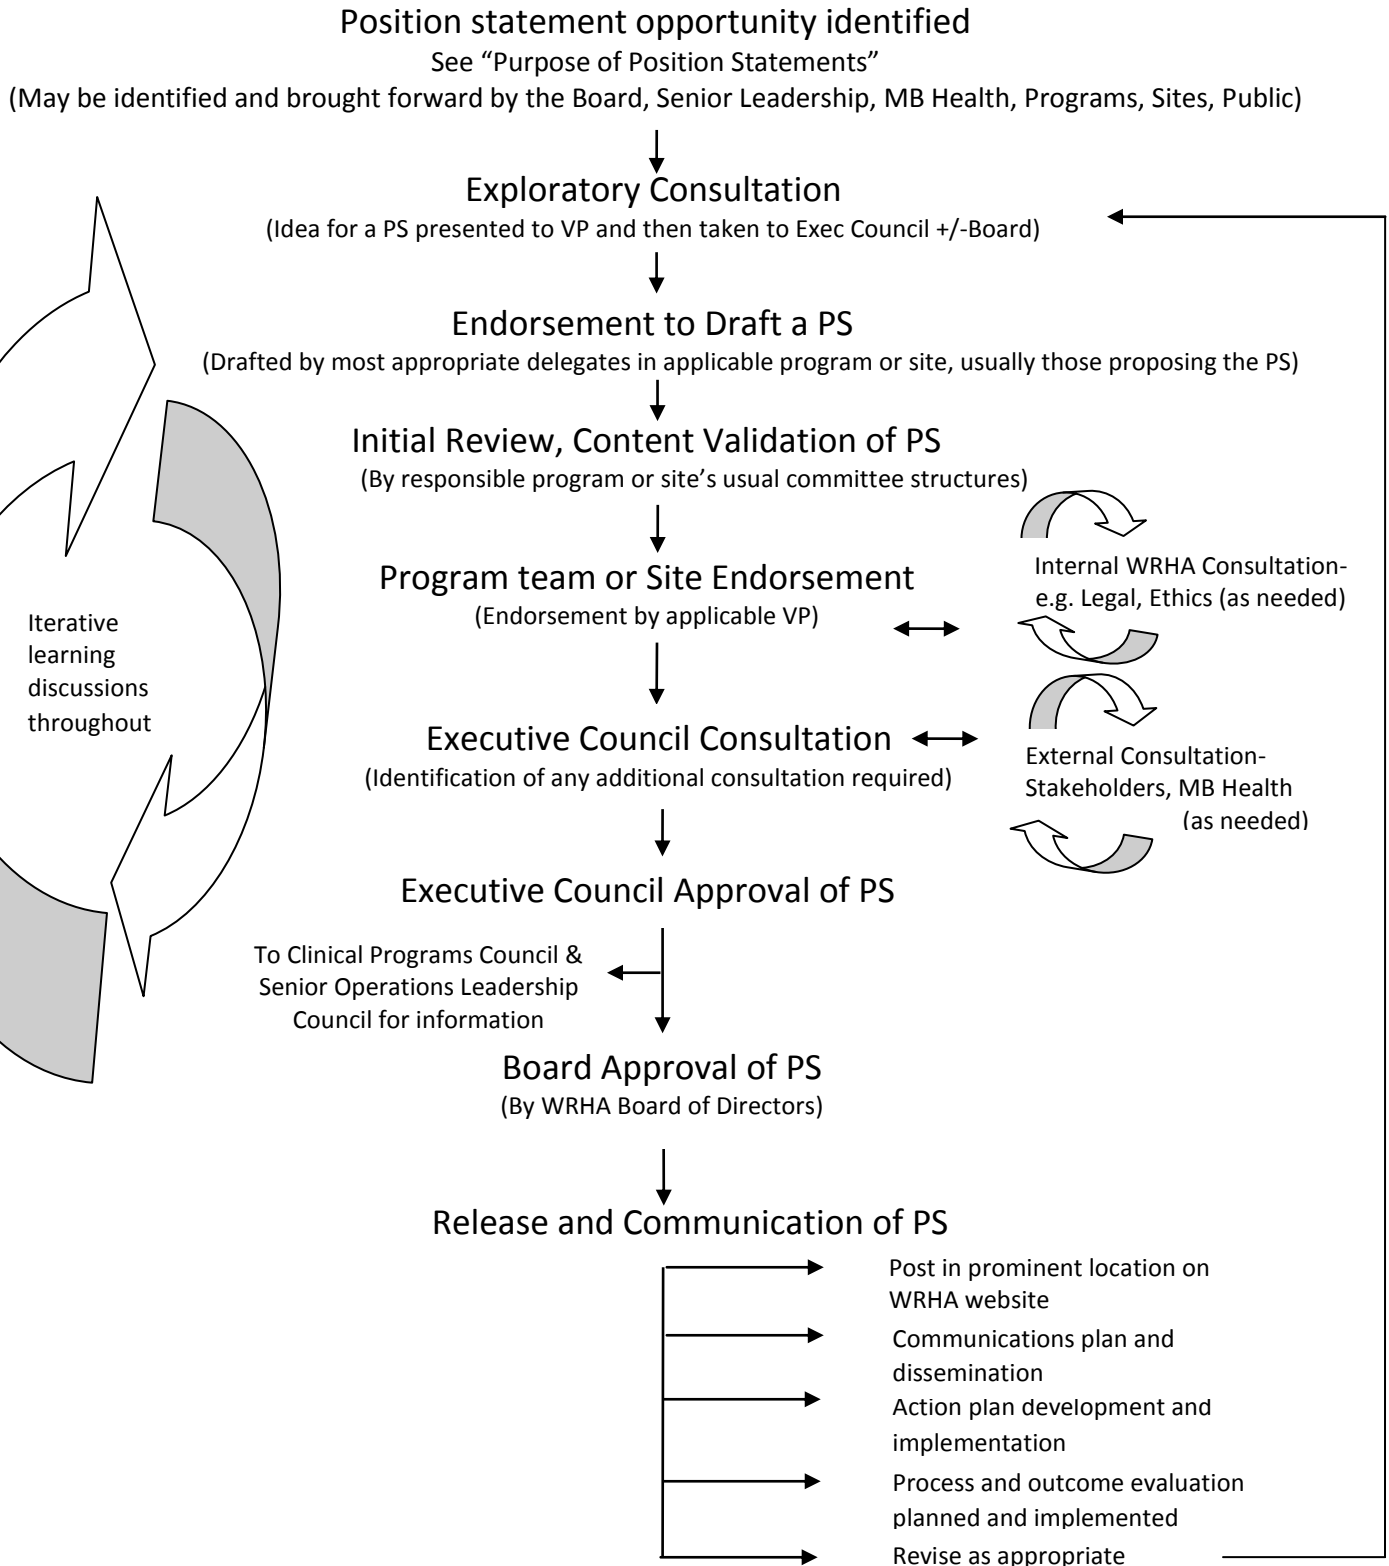 Position statement opportunity identified
See “Purpose of Position Statements”
(May be identified and brought forward by the Board, Senior Leadership, MB Health, Programs, Sites, Public)
Exploratory Consultation
(Idea for a PS presented to VP and then taken to Exec Council +/-Board)
Endorsement to Draft a PS
(Drafted by most appropriate delegates in applicable program or site, usually those proposing the PS)
Initial Review, Content Validation of PS
(By responsible program or site’s usual committee structures)
Program team or Site Endorsement
(Endorsement by applicable VP)
Internal WRHA Consultation-
e.g. Legal, Ethics (as needed)
Iterative
learning
discussions
throughout
Executive Council Consultation
(Identification of any additional consultation required)
External Consultation-
Stakeholders, MB Health
(as needed)
Executive Council Approval of PS
To Clinical Programs Council &
Senior Operations Leadership
Council for information
Board Approval of PS
(By WRHA Board of Directors)
Release and Communication of PS
Post in prominent location on
WRHA website
Communications plan and
dissemination
Action plan development and
implementation
Process and outcome evaluation
planned and implemented
Revise as appropriate